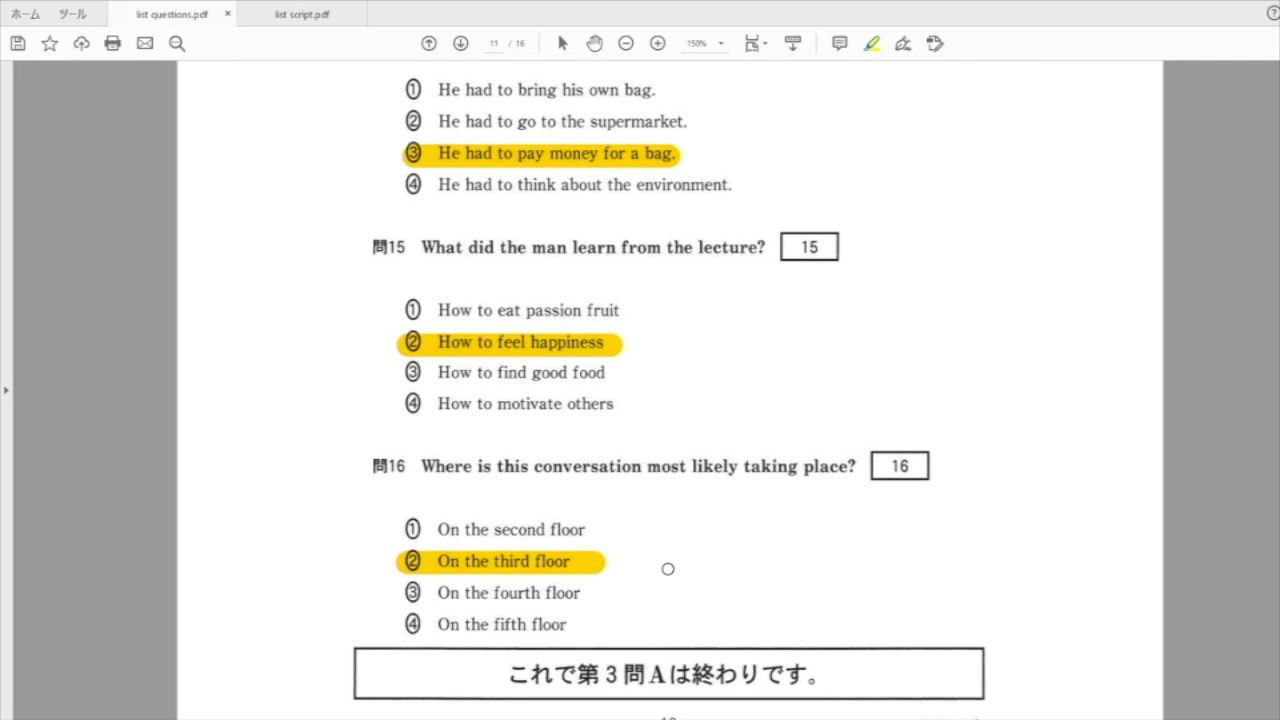 ホーム ツール list questions.pdf × list script.pdf ?
11 / 16 150%
① He had to bring his own bag.
② He had to go to the supermarket.
③ He had to pay money for a bag.
④ He had to think about the environment.
問15 What did the man learn from the lecture? 15
① How to eat passion fruit
② How to feel happiness
③ How to find good food
④ How to motivate others
問16 Where is this conversation most likely taking place? 16
① On the second floor
② On the third floor
③ On the fourth floor
④ On the fifth floor
これで第3問Aは終わりです。